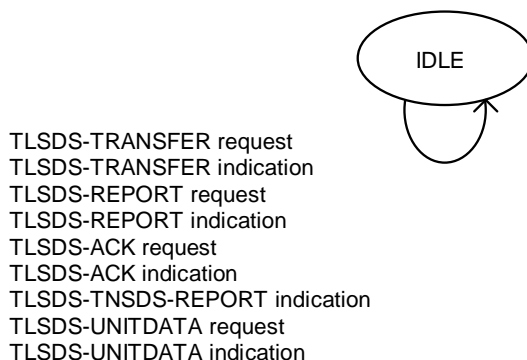 IDLE
TLSDS-TRANSFER request
TLSDS-TRANSFER indication
TLSDS-REPORT request
TLSDS-REPORT indication
TLSDS-ACK request
TLSDS-ACK indication
TLSDS-TNSDS-REPORT indication
TLSDS-UNITDATA request
TLSDS-UNITDATA indication